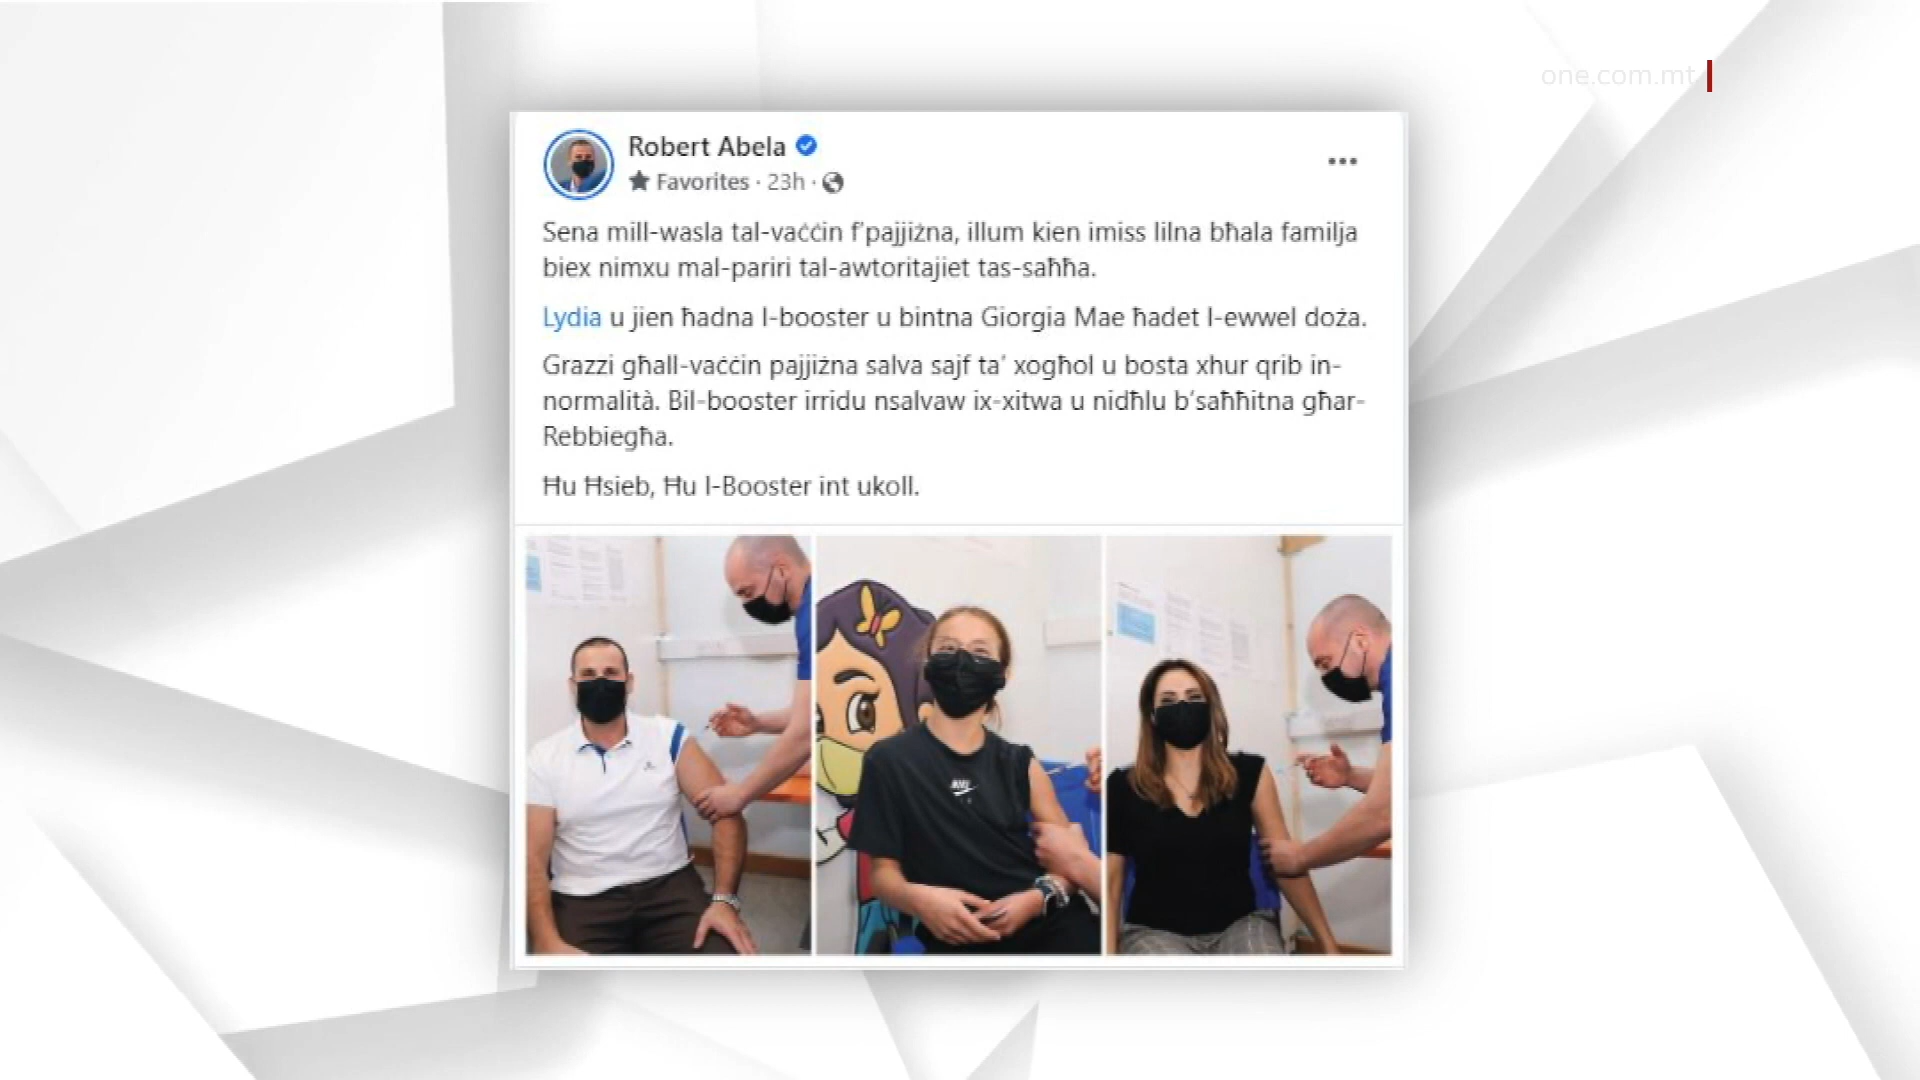 one.com.mt
Robert Abela
Favorites · 23h ·
Sena mill-wasla tal-vaċċin f'pajjiżna, illum kien imiss lilna bħala familja
biex nimxu mal-pariri tal-awtoritajiet tas-saħħa.
Lydia u jien ħadna l-booster u bintna Giorgia Mae ħadet l-ewwel doża.
Grazzi għall-vaċċin pajjiżna salva sajf ta' xogħol u bosta xhur qrib in-
normalità. Bil-booster irridu nsalvaw ix-xitwa u nidħlu b'saħħitna għar-
Rebbiegħa.
Ħu Ħsieb, Ħu l-Booster int ukoll.